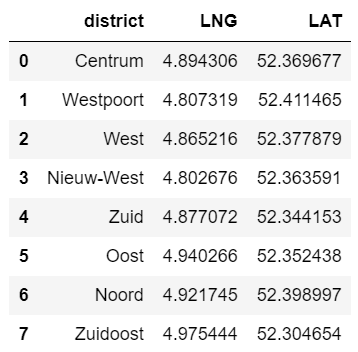 district LNG LAT
0 Centrum 4.894306 52.369677
1 Westpoort 4.807319 52.411465
2 West 4.865216 52.377879
3 Nieuw-West 4.802676 52.363591
4 Zuid 4.877072 52.344153
5 Oost 4.940266 52.352438
6 Noord 4.921745 52.398997
7 Zuidoost 4.975444 52.304654